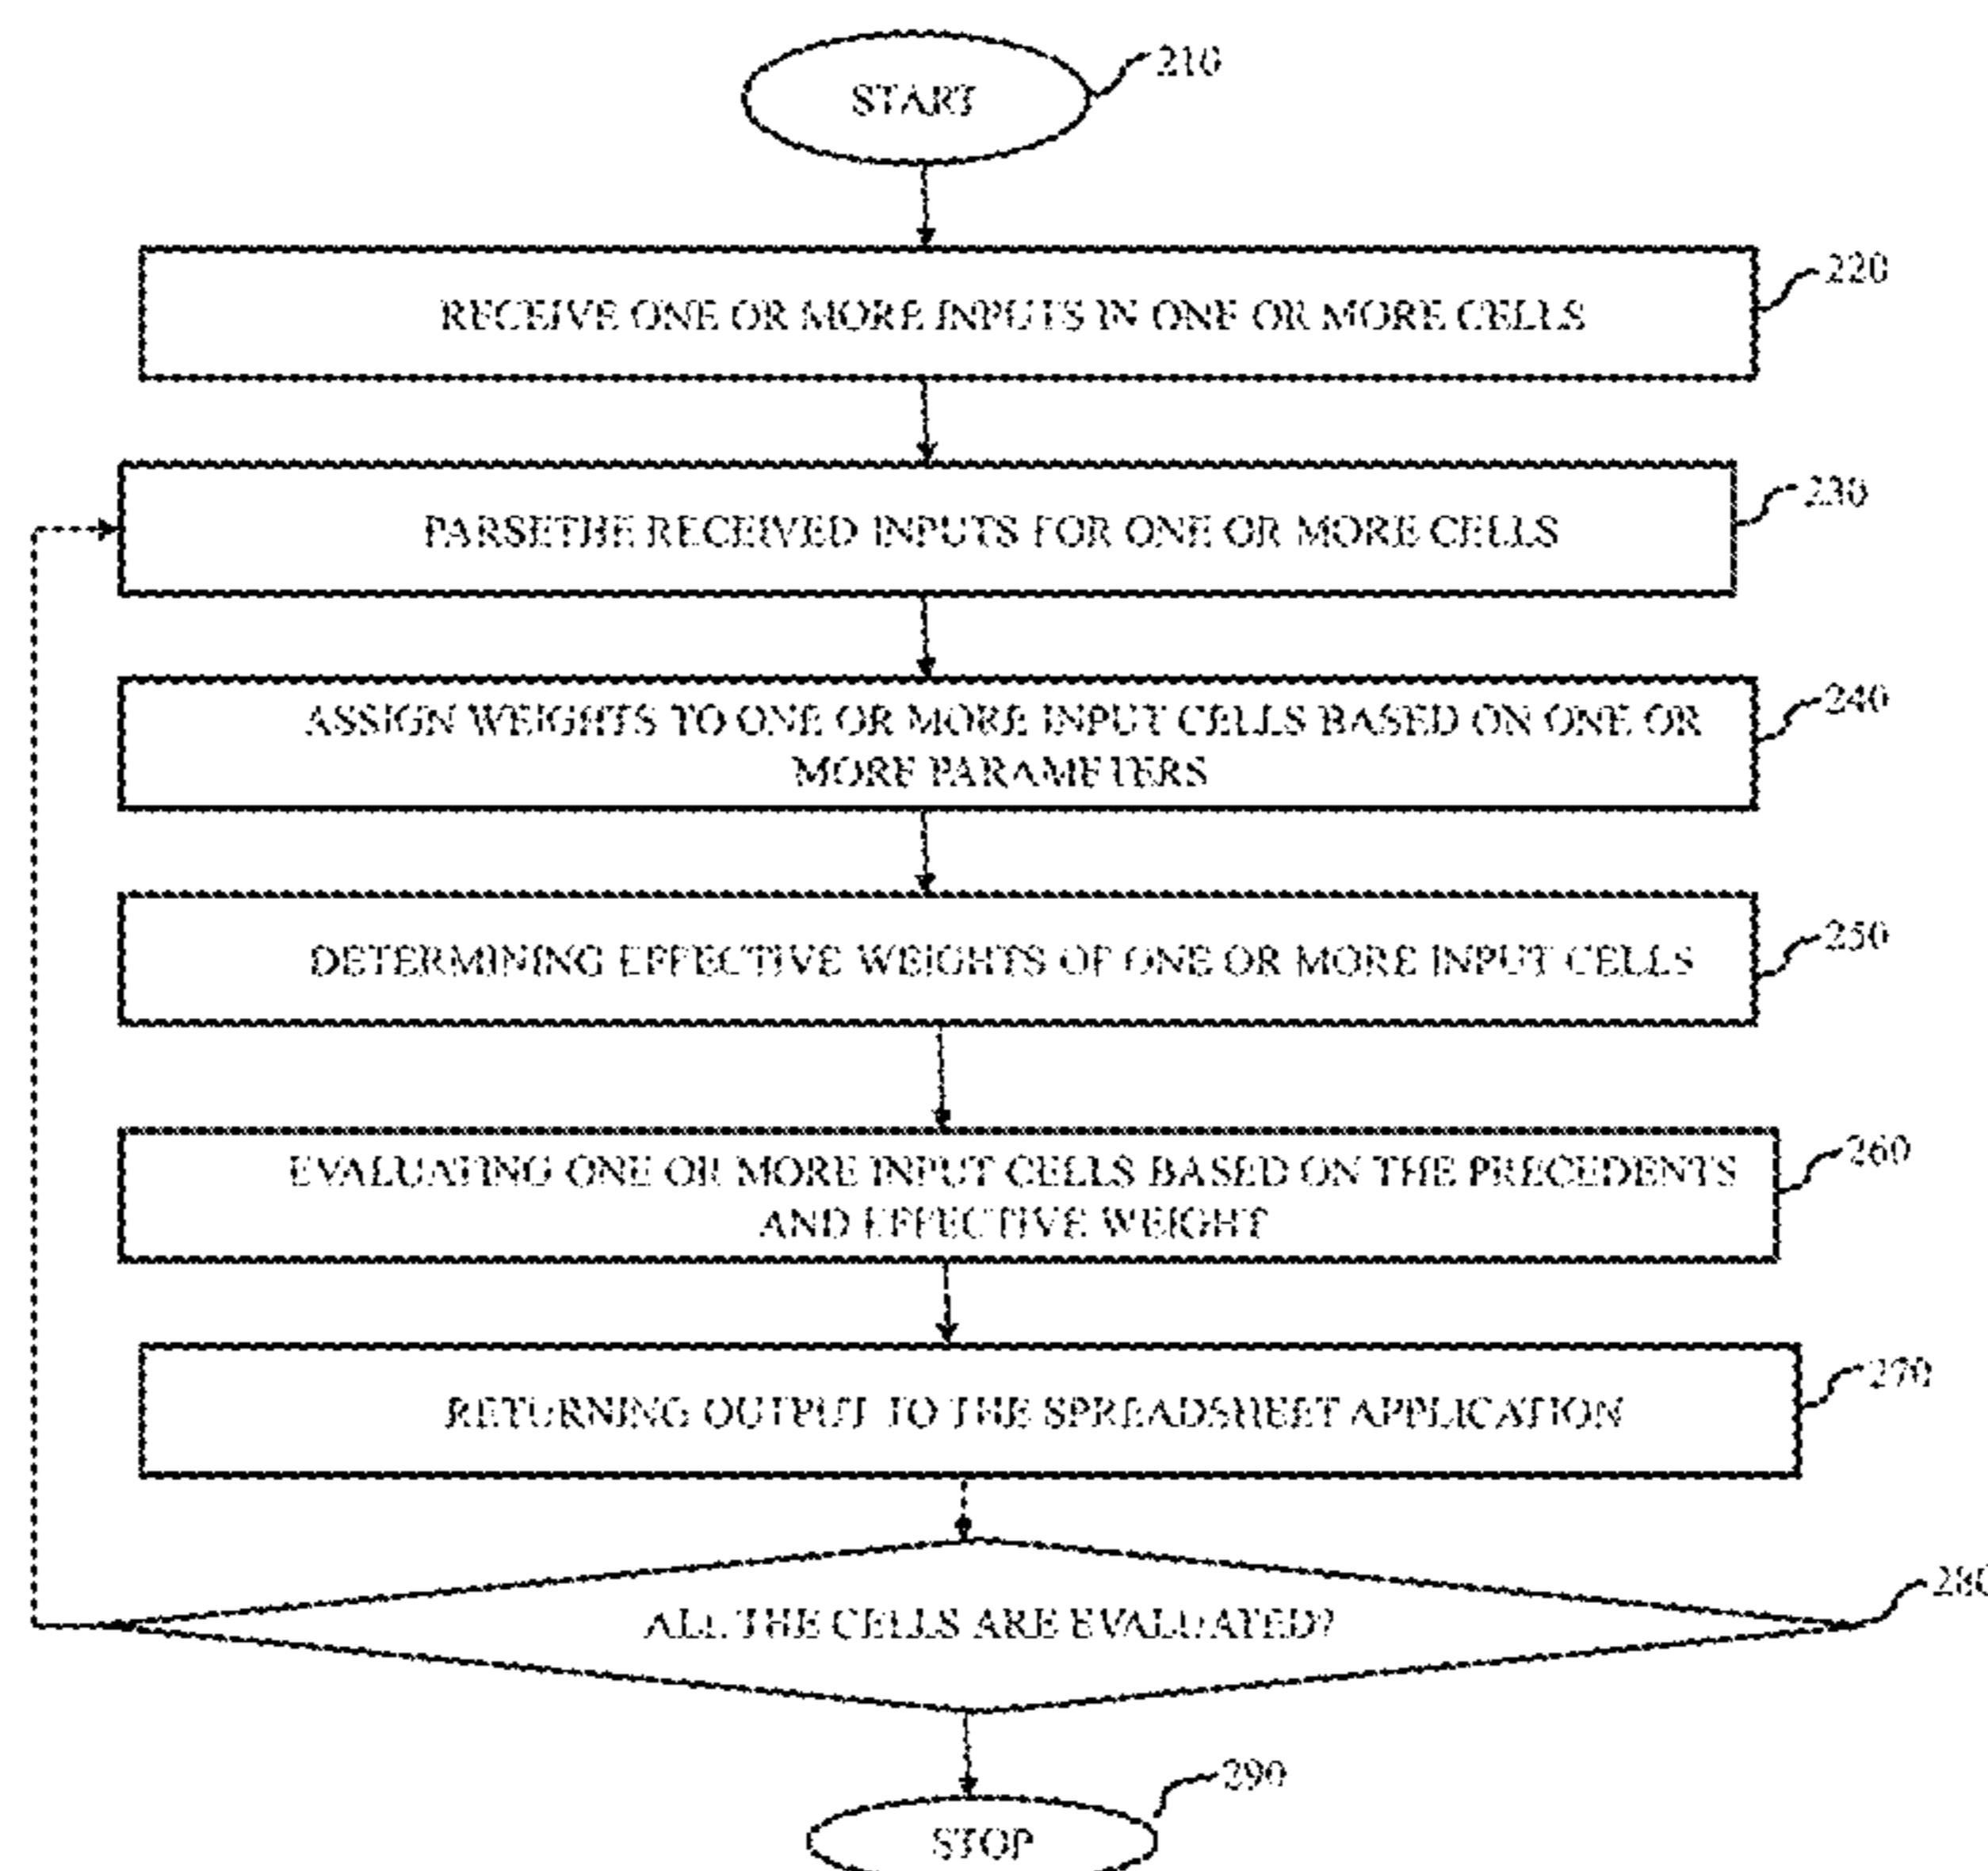 START
210
RECEIVE ONE OR MORE INPUTS IN ONE OR MORE CELLS
220
PARSETHE RECEIVED INPUTS FOR ONE OR MORE CELLS
230
ASSIGN WEIGHTS TO ONE OR MORE INPUT CELLS BASED ON ONE OR
MORE PARAMETERS
240
DETERMINING EFFECTIVE WEIGHTS OF ONE OR MORE INPUT CELLS
250
EVALUATING ONE OR MORE INPUT CELLS BASED ON THE PRECEDENTS
AND EFFECTIVE WEIGHT
260
RETURNING OUTPUT TO THE SPREADSHEET APPLICATION
270
ALL THE CELLS ARE EVALUATED?
280
290
STOP